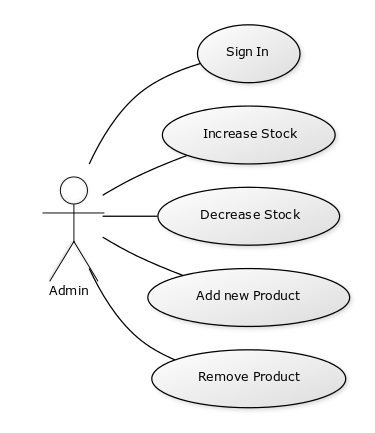 Sign In
Increase Stock
Decrease Stock
Add new Product
Admin
Remove Product